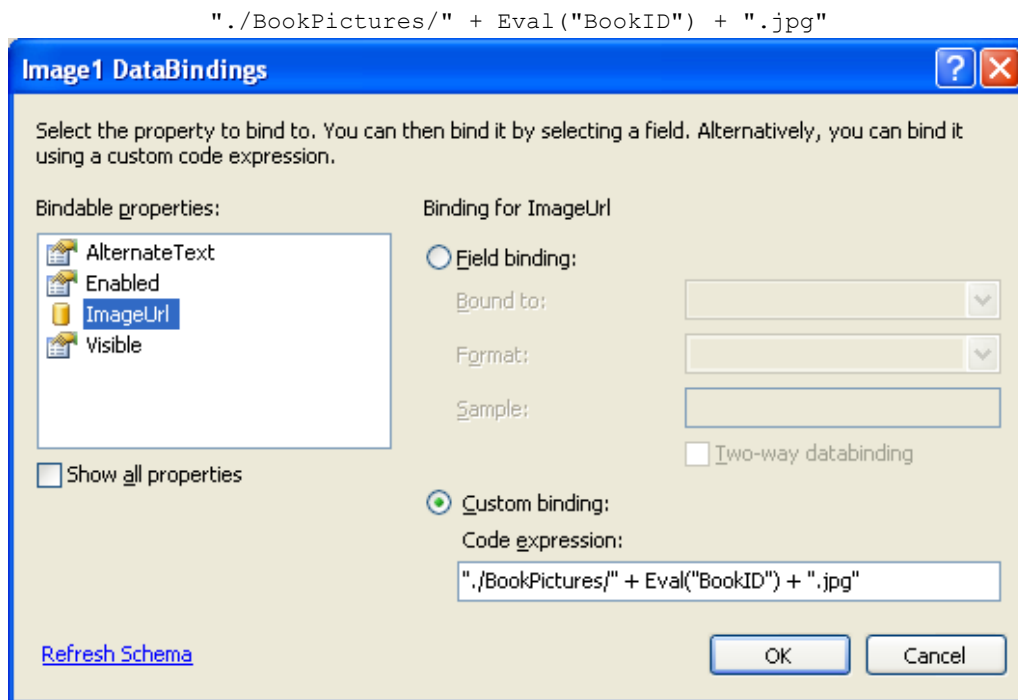 "./BookPictures/" + Eval("BookID") + ".jpg"
Image1 DataBindings
Select the property to bind to. You can then bind it by selecting a field. Alternatively, you can bind it
using a custom code expression.
Bindable properties:
AlternateText
Enabled
ImageUrl
Visible
Show all properties
Binding for ImageUrl
Field binding:
Bound to:
Format:
Sample:
Two-way databinding
Custom binding:
Code expression:
"./BookPictures/" + Eval("BookID") + ".jpg"
Refresh Schema
OK
Cancel